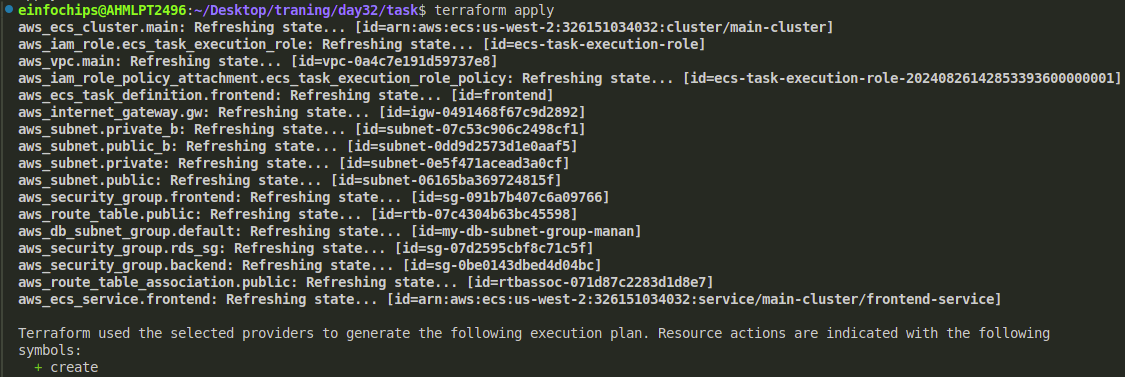 einfochips@AHMLPT2496:~/Desktop/traning/day32/task$ terraform apply
aws_ecs_cluster.main: Refreshing state... [id=arn:aws:ecs:us-west-2:326151034032:cluster/main-cluster]
aws_iam_role.ecs_task_execution_role: Refreshing state... [id=ecs-task-execution-role]
aws_vpc.main: Refreshing state... [id=vpc-0a4c7e191d59737e8]
aws_iam_role_policy_attachment.ecs_task_execution_role_policy: Refreshing state... [id=ecs-task-execution-role-20240826142853393600000001]
aws_ecs_task_definition.frontend: Refreshing state... [id=frontend]
aws_internet_gateway.gw: Refreshing state... [id=igw-0491468f67c9d2892]
aws_subnet.private_b: Refreshing state... [id=subnet-07c53c906c2498cf1]
aws_subnet.public_b: Refreshing state... [id=subnet-0dd9d2573d1e0aaf5]
aws_subnet.private: Refreshing state... [id=subnet-0e5f471acead3a0cf]
aws_subnet.public: Refreshing state... [id=subnet-06165ba369724815f]
aws_security_group.frontend: Refreshing state... [id=sg-091b7b407c6a09766]
aws_route_table.public: Refreshing state... [id=rtb-07c4304b63bc45598]
aws_db_subnet_group.default: Refreshing state... [id=my-db-subnet-group-manan]
aws_security_group.rds_sg: Refreshing state... [id=sg-07d2595cbf8c71c5f]
aws_security_group.backend: Refreshing state... [id=sg-0be0143dbed4d04bc]
aws_route_table_association.public: Refreshing state... [id=rtbassoc-071d87c2283d1d8e7]
aws_ecs_service.frontend: Refreshing state... [id=arn:aws:ecs:us-west-2:326151034032:service/main-cluster/frontend-service]
Terraform used the selected providers to generate the following execution plan. Resource actions are indicated with the following
symbols:
+ create